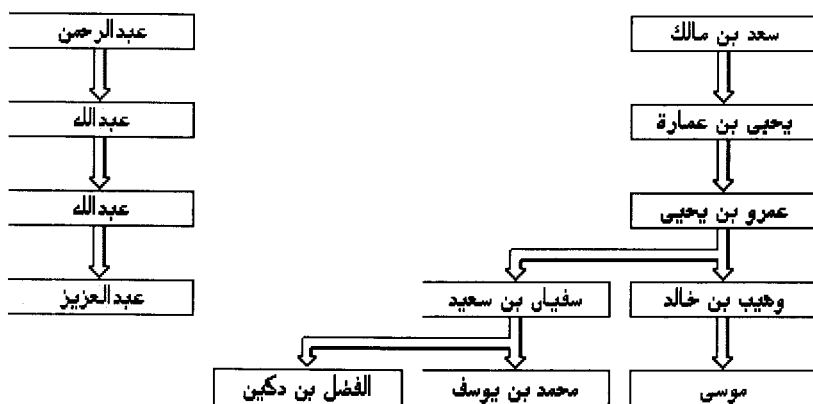 سعد بن مالك
عبدالرحمن
يحيى بن عمارة
عبدالله
عمرو بن يحيى
عبدالله
وهيب بن خالد
سفيان بن سعيد
عبدالعزيز
موسى
محمد بن يوسف
الفضل بن دكين